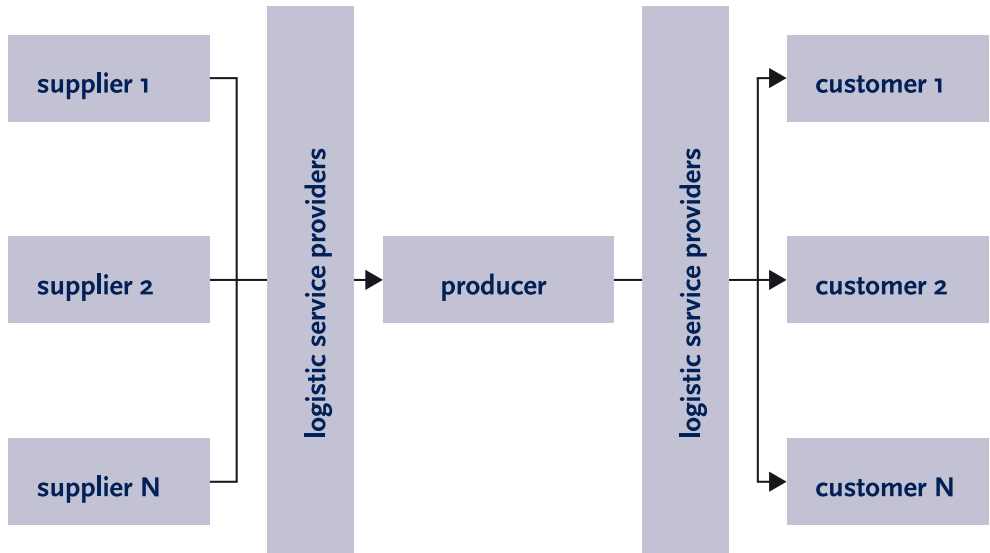 supplier 1
supplier 2
supplier N
logistic service providers
producer
logistic service providers
customer 1
customer 2
customer N